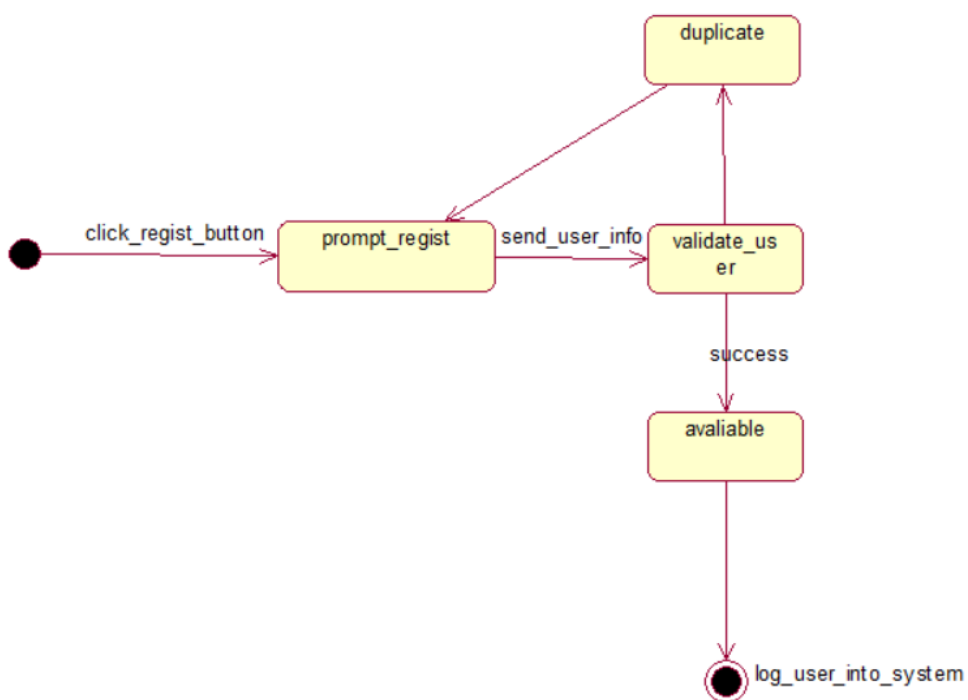 duplicate
click_regist_button
prompt_regist
send_user_info
validate_us
er
success
avaliable
log_user_into_system